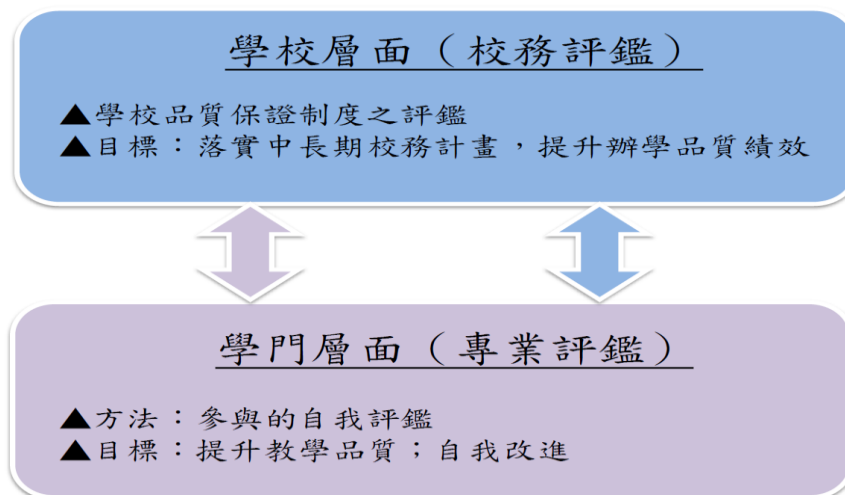 學校層面（校務評鑑）
▲學校品質保證制度之評鑑
▲目標：落實中長期校務計畫，提升辦學品質績效
學門層面（專業評鑑）
▲方法：參與的自我評鑑
▲目標：提升教學品質；自我改進